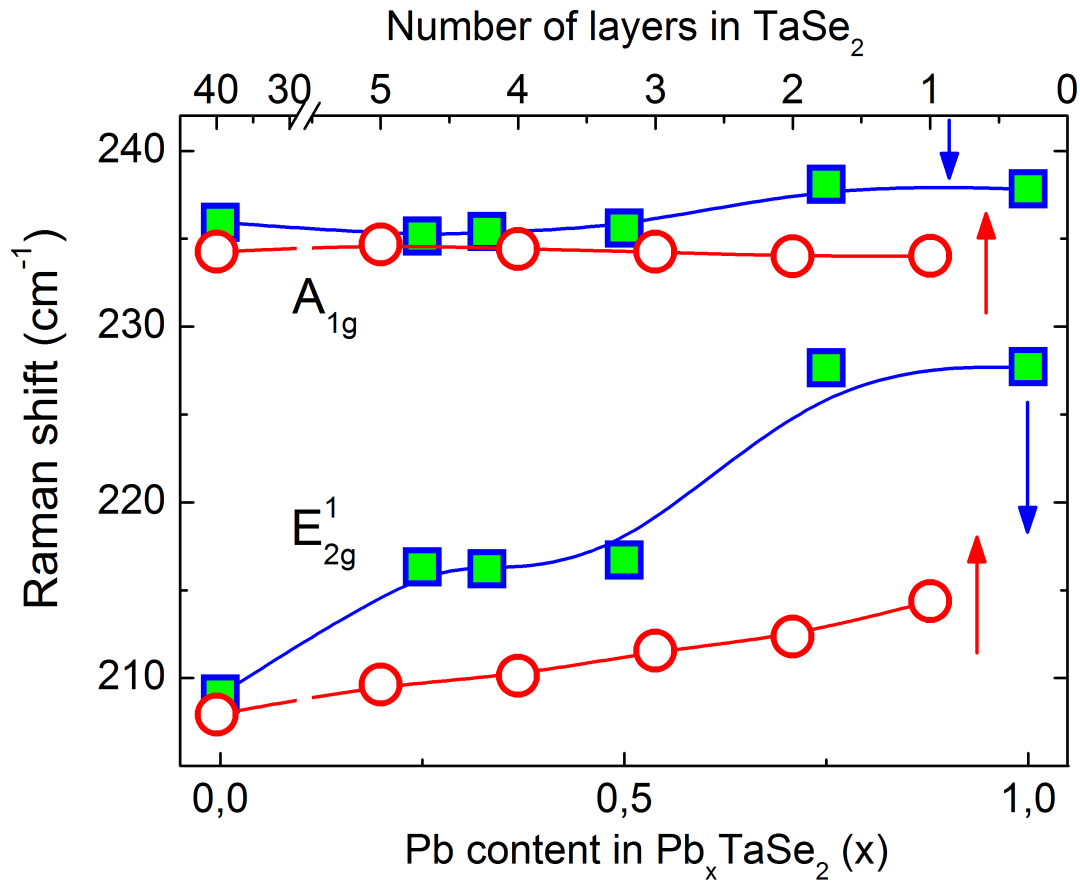 Number of layers in TaSe₂
40 30 5 4 3 2 1 0
240
230
220
210
Raman shift (cm⁻¹)
A₁g
E¹₂g
0,0 0,5 1,0
Pb content in PbₓTaSe₂ (x)